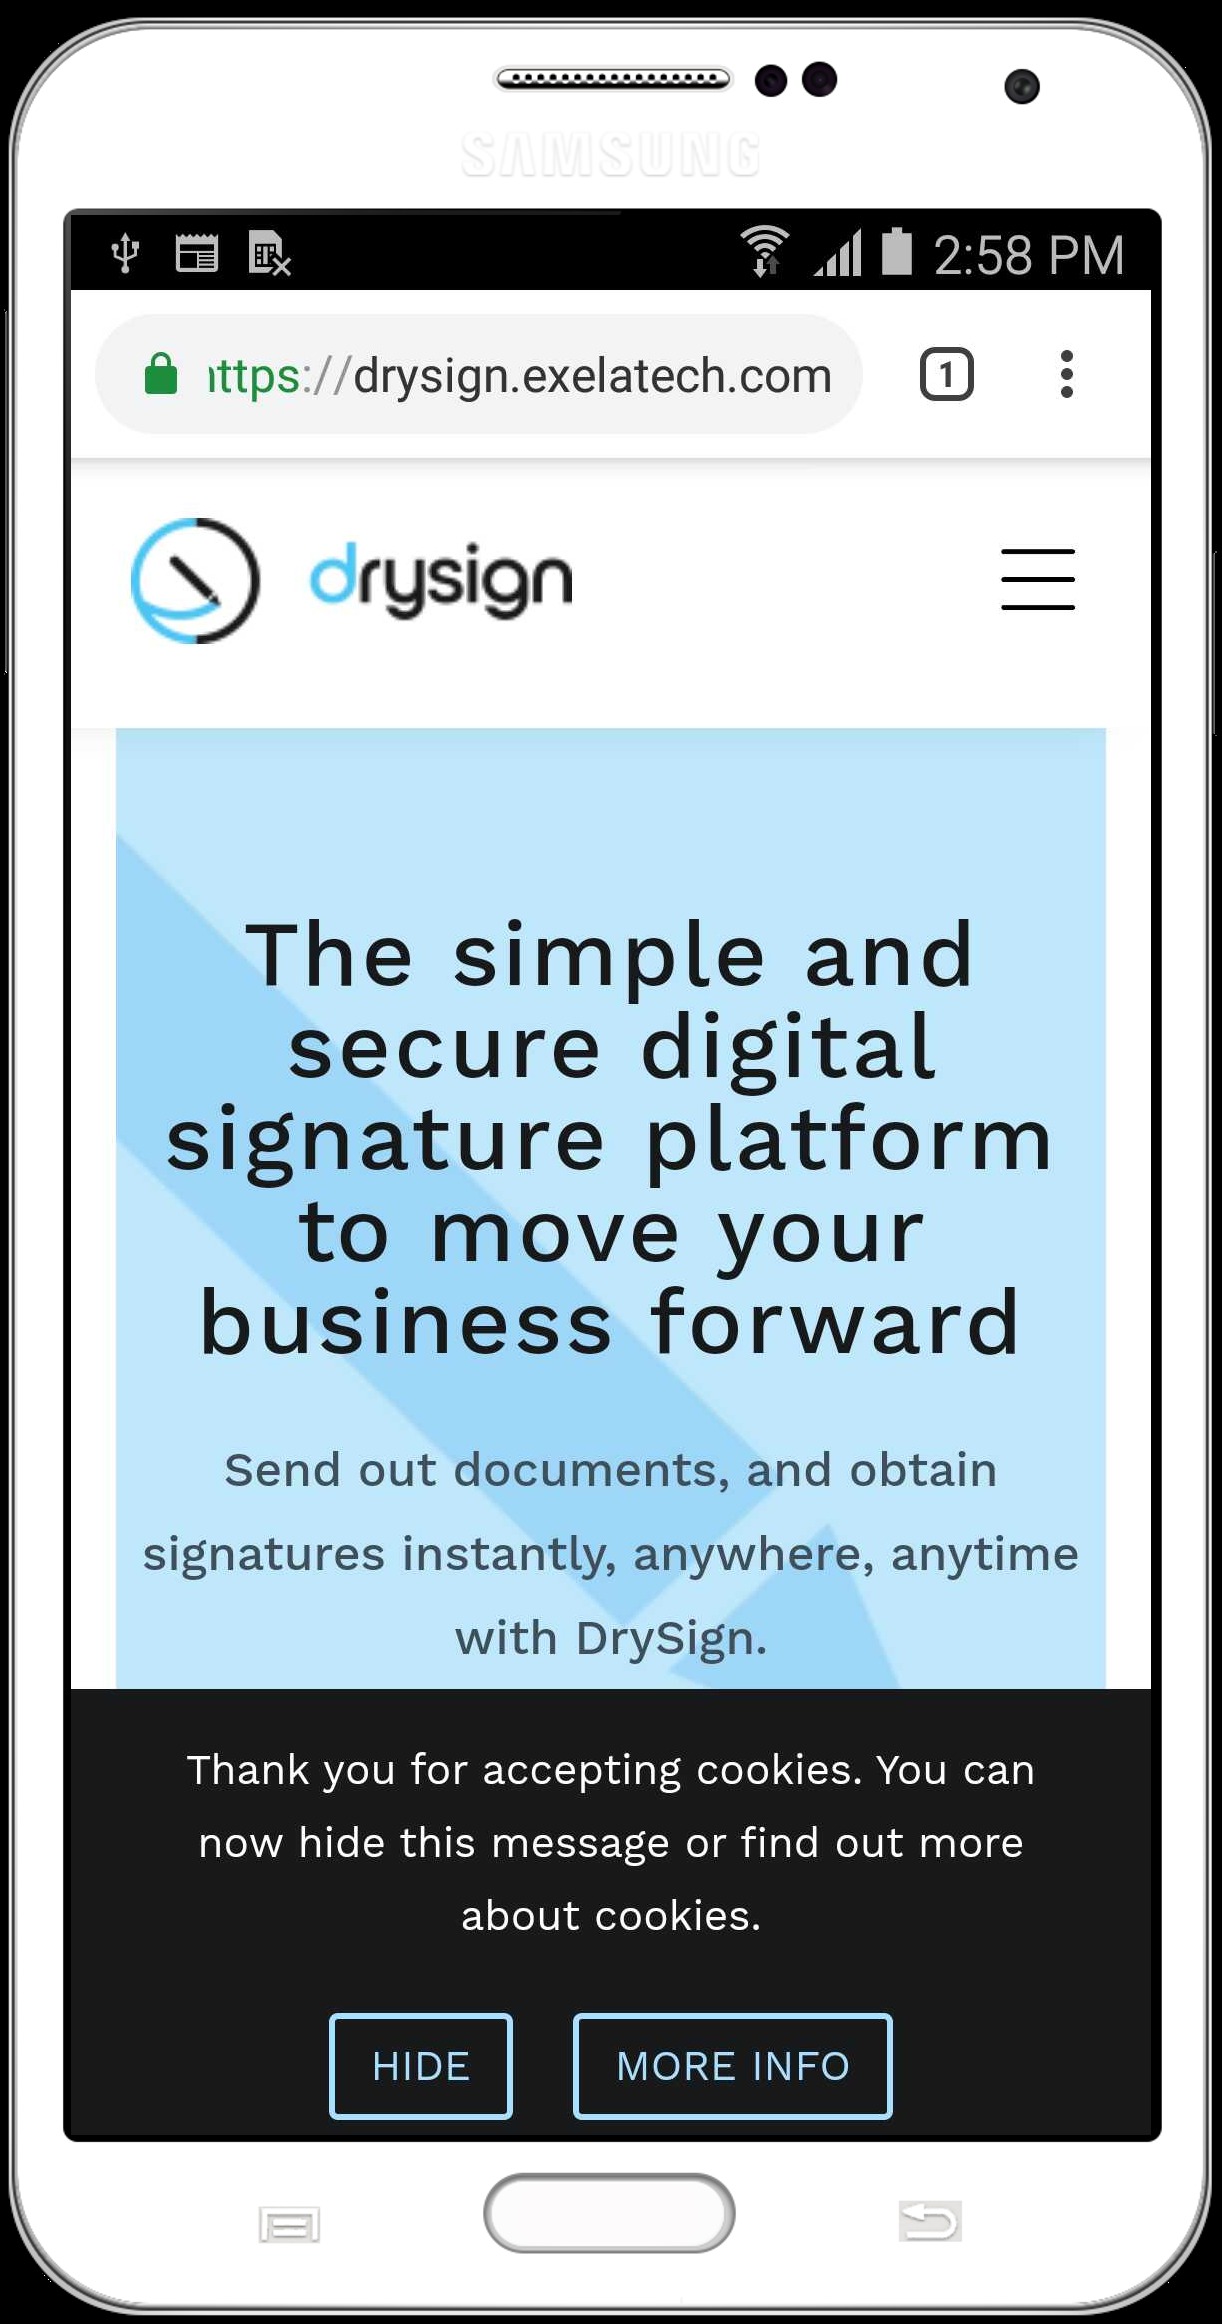 SAMSUNG
2:58 PM
https://drysign.exelatech.com
1
drysign
The simple and
secure digital
signature platform
to move your
business forward
Send out documents, and obtain
signatures instantly, anywhere, anytime
with DrySign.
Thank you for accepting cookies. You can
now hide this message or find out more
about cookies.
HIDE
MORE INFO